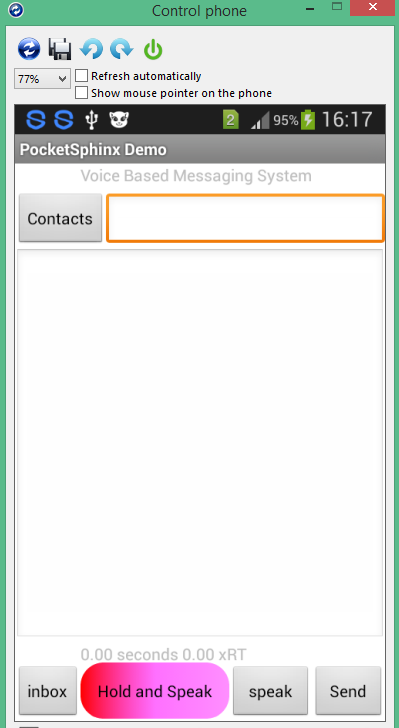 Control phone
77%
Refresh automatically
Show mouse pointer on the phone
2 95% 16:17
PocketSphinx Demo
Voice Based Messaging System
Contacts
0.00 seconds 0.00 xRT
inbox Hold and Speak speak Send